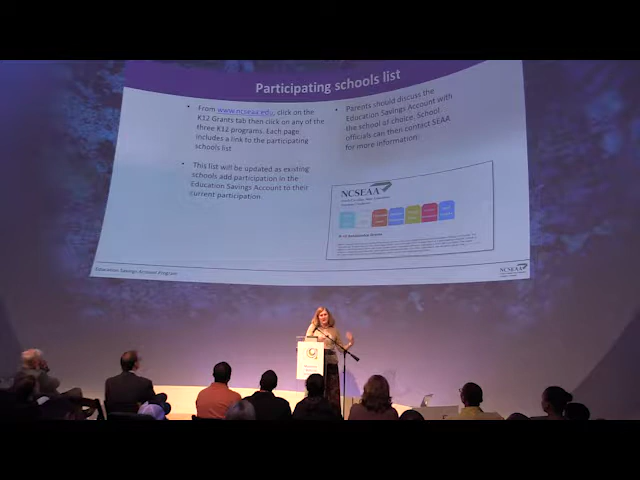 Participating schools list
• From www.ncseaa.edu, click on the
K12 Grants tab then click on any of the
three K12 programs. Each page
includes a link to the participating
schools list
• This list will be updated as existing
schools add participation in the
Education Savings Account to their
current participation.
• Parents should discuss the
Education Savings Account with
the school of choice. School
officials can then contact SEAA
for more information.
NCSEAA
Education Savings Account Program
NCSEAA